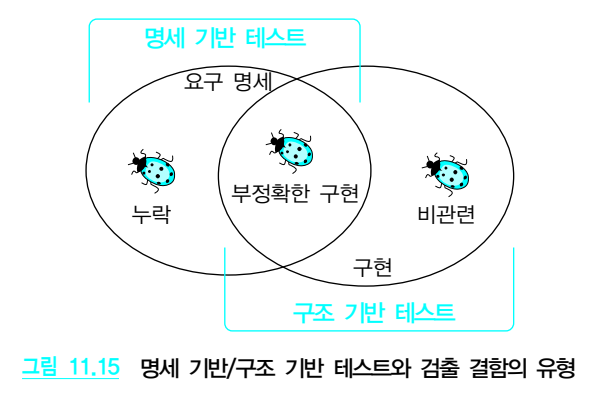 명세 기반 테스트
요구 명세
누락
부정확한 구현
비관련
구현
구조 기반 테스트
그림 11.15 명세 기반/구조 기반 테스트와 검출 결함의 유형